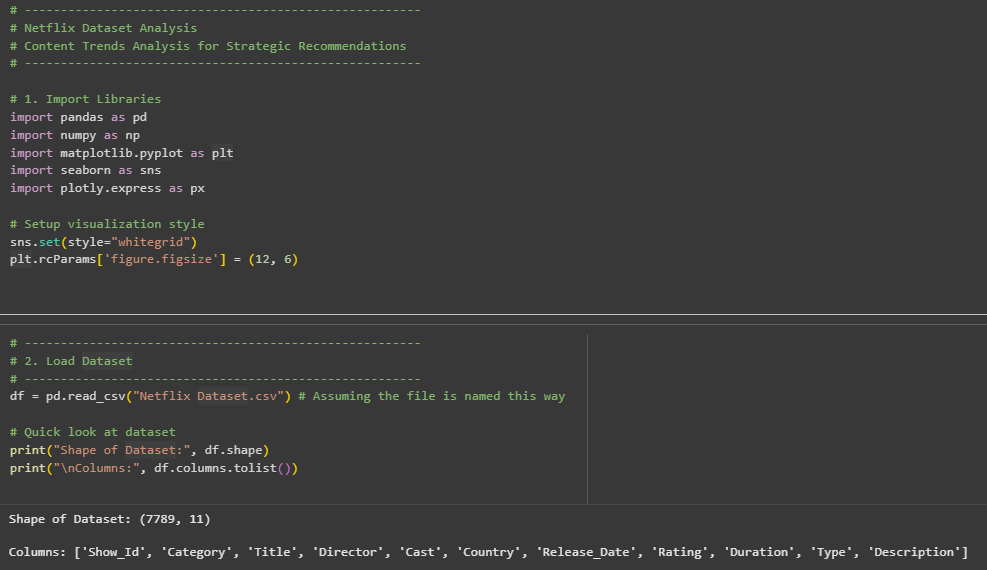 # -------------------------------------------------------
# Netflix Dataset Analysis
# Content Trends Analysis for Strategic Recommendations
# -------------------------------------------------------
# 1. Import Libraries
import pandas as pd
import numpy as np
import matplotlib.pyplot as plt
import seaborn as sns
import plotly.express as px
# Setup visualization style
sns.set(style="whitegrid")
plt.rcParams['figure.figsize'] = (12, 6)
# -------------------------------------------------------
# 2. Load Dataset
# -------------------------------------------------------
df = pd.read_csv("Netflix Dataset.csv") # Assuming the file is named this way
# Quick look at dataset
print("Shape of Dataset:", df.shape)
print("\nColumns:", df.columns.tolist())
Shape of Dataset: (7789, 11)
Columns: ['Show_Id', 'Category', 'Title', 'Director', 'Cast', 'Country', 'Release_Date', 'Rating', 'Duration', 'Type', 'Description']